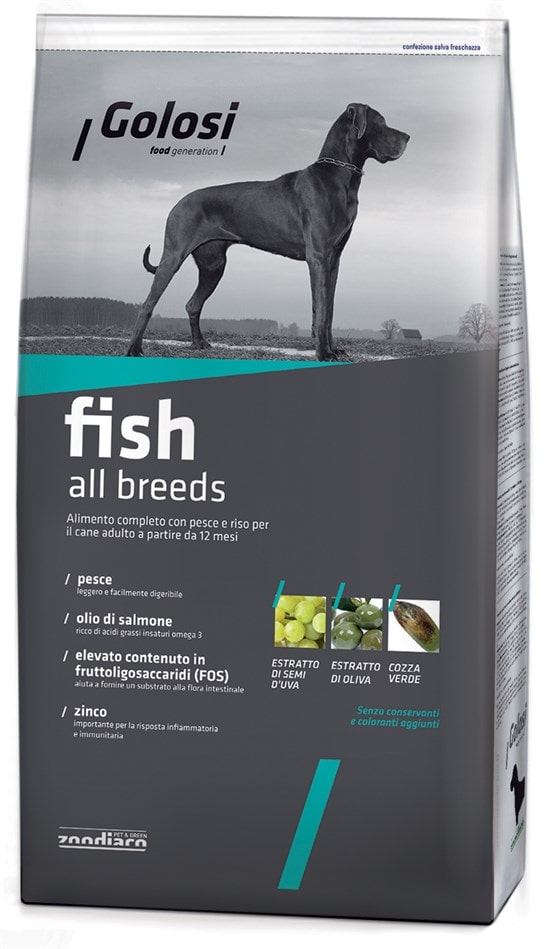 confezione salva freschezza
Golosi
food generation
fish
all breeds
Alimento completo con pesce e riso per
il cane adulto a partire da 12 mesi
/ pesce
leggero e facilmente digeribile
/ olio di salmone
ricco di acidi grassi insaturi omega 3
/ elevato contenuto in
fruttoligosaccaridi (FOS)
aiuta a fornire un substrato alla flora intestinale
/ zinco
importante per la risposta infiammatoria
e immunitaria
ESTRATTO
DI SEMI
D'UVA
ESTRATTO
DI OLIVA
COZZA
VERDE
Senza conservanti
e coloranti aggiunti
PET & GREEN
zoodiaco
Golosi